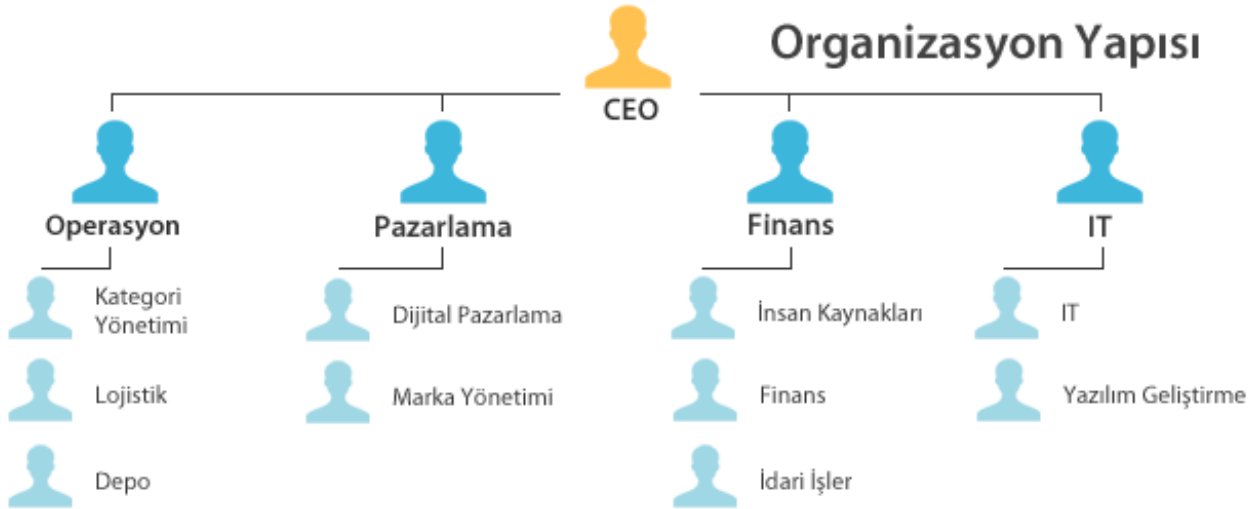 Organizasyon Yapısı
CEO
Operasyon
Kategori
Yönetimi
Lojistik
Depo
Pazarlama
Dijital Pazarlama
Marka Yönetimi
Finans
İnsan Kaynakları
Finans
İdari İşler
IT
IT
Yazılım Geliştirme